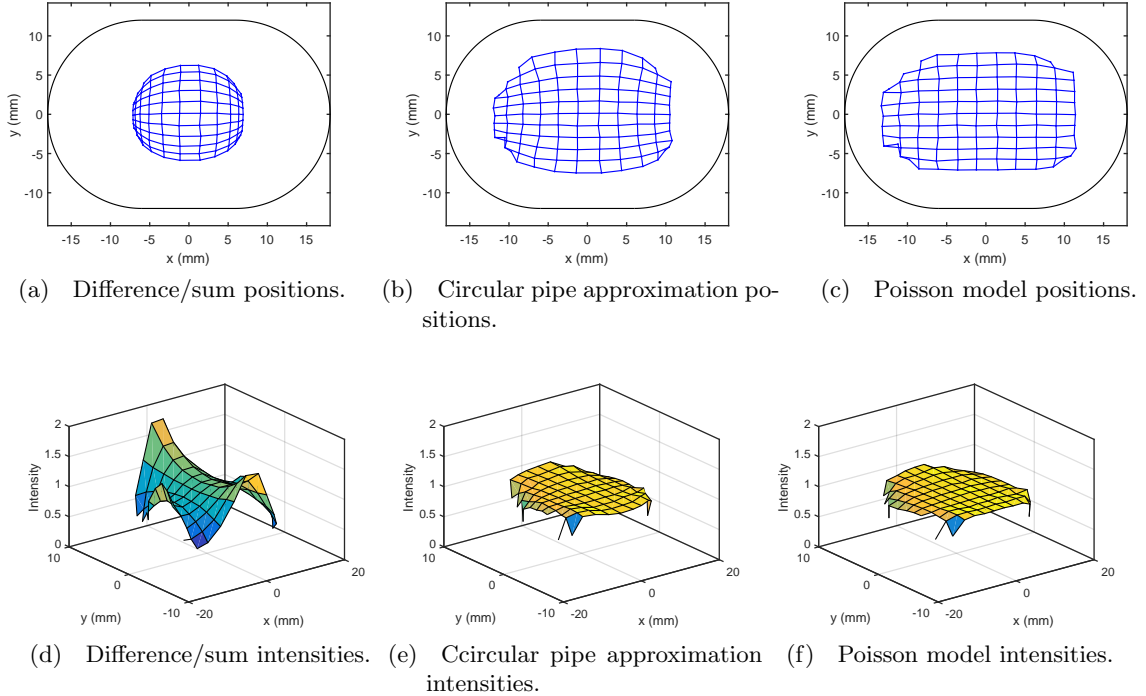 10
5
0
-5
-10
y (mm)
-15 -10 -5 0 5 10 15
x (mm)
(a) Difference/sum positions.
10
5
0
-5
-10
y (mm)
-15 -10 -5 0 5 10 15
x (mm)
(b) Circular pipe approximation po-
sitions.
10
5
0
-5
-10
y (mm)
-15 -10 -5 0 5 10 15
x (mm)
(c) Poisson model positions.
2
1.5
1
0.5
0
Intensity
10
0
-10
y (mm)
-20
0
20
x (mm)
(d) Difference/sum intensities.
2
1.5
1
0.5
0
Intensity
10
0
-10
y (mm)
-20
0
20
x (mm)
(e) Ccircular pipe approximation
intensities.
2
1.5
1
0.5
0
Intensity
10
0
-10
y (mm)
-20
0
20
x (mm)
(f) Poisson model intensities.